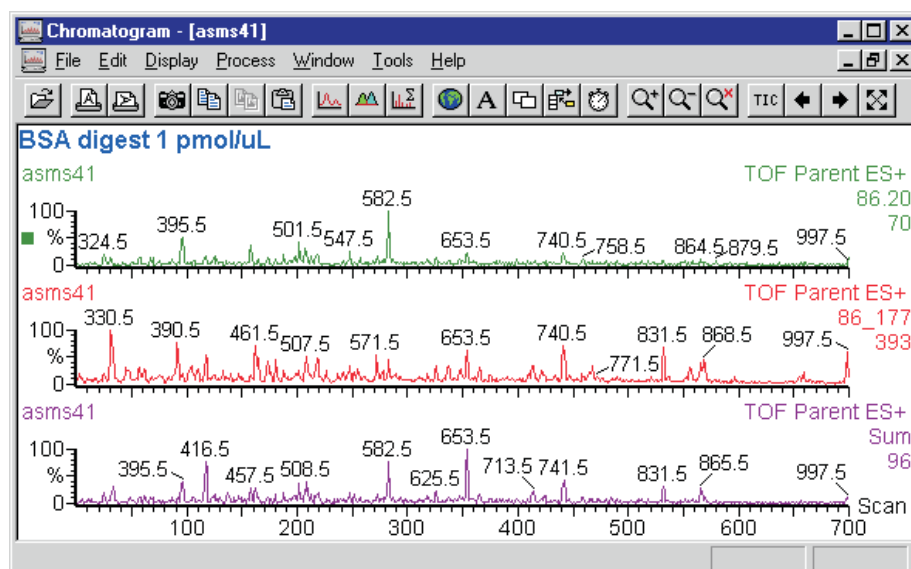 Chromatogram - [asms41]
File Edit Display Process Window Tools Help
A A TIC
BSA digest 1 pmol/uL
asms41 TOF Parent ES+
582.5 86.20
100 395.5 501.5 70
% 324.5 547.5 653.5 740.5 758.5 864.5 879.5 997.5
0
asms41 TOF Parent ES+
330.5 86_177
100 390.5 461.5 507.5 571.5 653.5 740.5 831.5 868.5 997.5 393
% 771.5
0
asms41 TOF Parent ES+
653.5 Sum
100 416.5 582.5 96
% 395.5 457.5 508.5 625.5 713.5 741.5 831.5 865.5 997.5
0 Scan
100 200 300 400 500 600 700